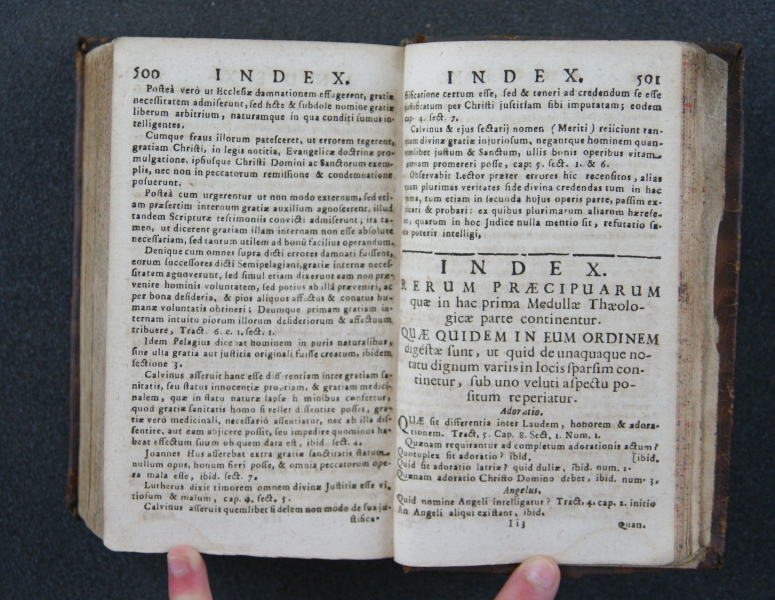 500 INDEX.
Posteà verò ut Ecclesiæ damnationem effugerent, gratiæ
necessitatem admiserunt, sed ficte & subdole nomine gratiæ
liberum arbitrium, naturamque in qua conditi sumus in-
telligentes.
Cumque fraus illorum patesceret, ut errorem tegerent,
gratiam Christi, in legis notitia, Evangelicæ doctrinæ pro-
mulgatione, ipsiusque Christi Domini ac Sanctorum exem-
plis, nec non in peccatorum remissione & condemnatione
posuerunt.
Posteà cum urgerentur ut non modo externum, sed eti-
am præsertim internum gratiæ auxilium agnoscerent, illud
tandem Scripturæ testimoniis convicti admiserunt, ita ta-
men, ut dicerent gratiam illam internam non esse absolute
necessariam, sed tantum utilem ad bonū facilius operandum.
Denique cum omnes supra dicti errores damnati fuissent,
eorum successores dicti Semipelagiani, gratiæ internæ neces-
sitatem agnoverunt, sed simul etiam dixerunt eam non præ-
venire hominis voluntatem, sed potius ab illâ præveniri, ac
per bona desideria, & pios aliquos affectus & conatus hu-
manæ voluntatis obtineri; Deumque primam gratiam in-
ternam intuitu piorum illorum desideriorum & affectuum
tribuere, Tract. 6. c. 1. sect. 1.
Idem Pelagius dicebat hominem in puris naturalibus,
sine ulla gratia aut justitia originali fuisse creatum, ibidem
sectione 3.
Calvinus asseruit hanc esse differentiam inter gratiam sa-
nitatis, seu status innocentiæ propriam, & gratiam medici-
nalem, quæ in statu naturæ lapsæ hominibus confertur,
quod gratiæ sanitatis homo si vellet dissentire posset, gra-
tiæ verò medicinali, necessariò assentiatur, nec ab illa dis-
sentire, aut eam abjicere possit, seu impedire quominus ha-
beat effectum suum ob quem data est, ibid. sect. 4.
Joannes Hus asserebat extra gratiæ sanctitatis statum
nullum opus, bonum fieri posse, & omnia peccatorum ope-
ra mala esse, ibid. sect. 7.
Lutherus dixit timorem omnem divinæ Justitiæ esse vi-
tiosum & malum, cap. 4. sect. 5.
Calvinus asseruit quemlibet fidelem non modo de sua ju-
stifica-
INDEX. 501
stificatione certum esse, sed & teneri ad credendum se esse
justificatum per Christi justitiam sibi imputatam; eodem
cap. 4. sect. 7.
Calvinus & ejus sectarij nomen (Meriti) reiiciunt tan-
quam divinæ gratiæ injuriosum, negantque hominem quan-
tumlibet justum & Sanctum, ullis bonis operibus vitam
æternam promereri posse, cap. 5. sect. 1. & 6.
Observabit Lector præter errores hic recensitos, alias
quam plurimas veritates fide divina credendas tum in hac
prima, tum etiam in secunda hujus operis parte, passim ex-
plicari & probari: ex quibus plurimarum aliarum hærese-
on, quarum in hoc Indice nulla mentio fit, refutatio fa-
cilè poterit intelligi,
INDEX.
RERUM PRÆCIPUARUM
quæ in hac prima Medullæ Theolo-
gicæ parte continentur.
QUÆ QUIDEM IN EUM ORDINEM
digestæ sunt, ut quid de unaquaque no-
tatu dignum variis in locis sparsim con-
tinetur, sub uno veluti aspectu po-
situm reperiatur.
Adoratio.
QUÆ sit differentia inter Laudem, honorem & adora-
tionem. Tract. 5. Cap. 8. Sect. 1. Num. 1.
Quænam requirantur ad completum adorationis actum?
Quotuplex sit adoratio? ibid, [ibid.
Quid sit adoratio latriæ? quid duliæ, ibid. num. 2.
Quænam adoratio Christo Domino debet, ibid. num. 3.
Angelus.
Quid nomine Angeli intelligatur? Tract. 4. cap. 2. initio
An Angeli aliqui existant, ibid.
Ii3 Quan.